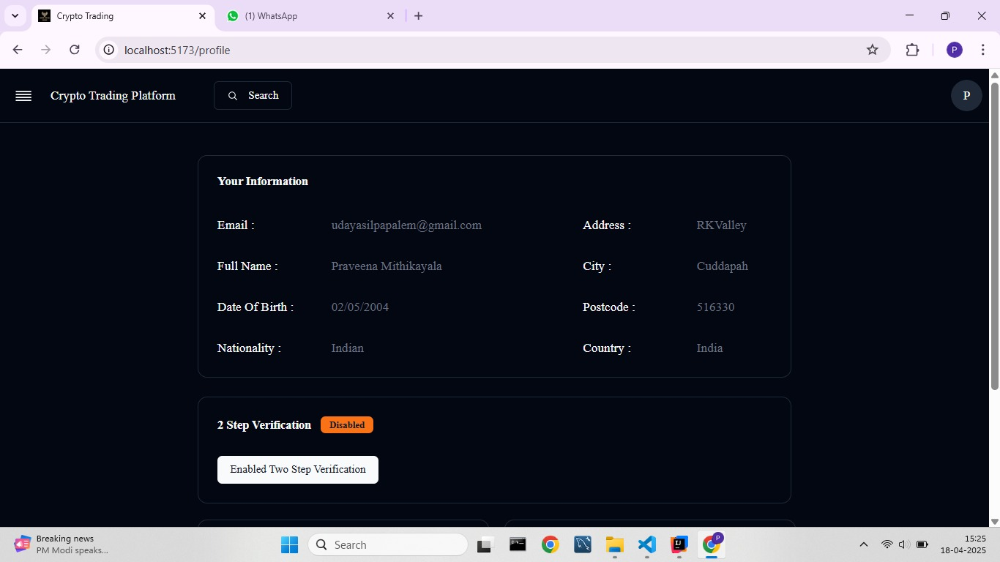 Crypto Trading
(1) WhatsApp
localhost:5173/profile
P
Crypto Trading Platform
Search
P
Your Information
Email : udayasilpapalem@gmail.com Address : RKValley
Full Name : Praveena Mithikayala City : Cuddapah
Date Of Birth : 02/05/2004 Postcode : 516330
Nationality : Indian Country : India
2 Step Verification Disabled
Enabled Two Step Verification
Breaking news
PM Modi speaks...
Search
P
15:25
18-04-2025